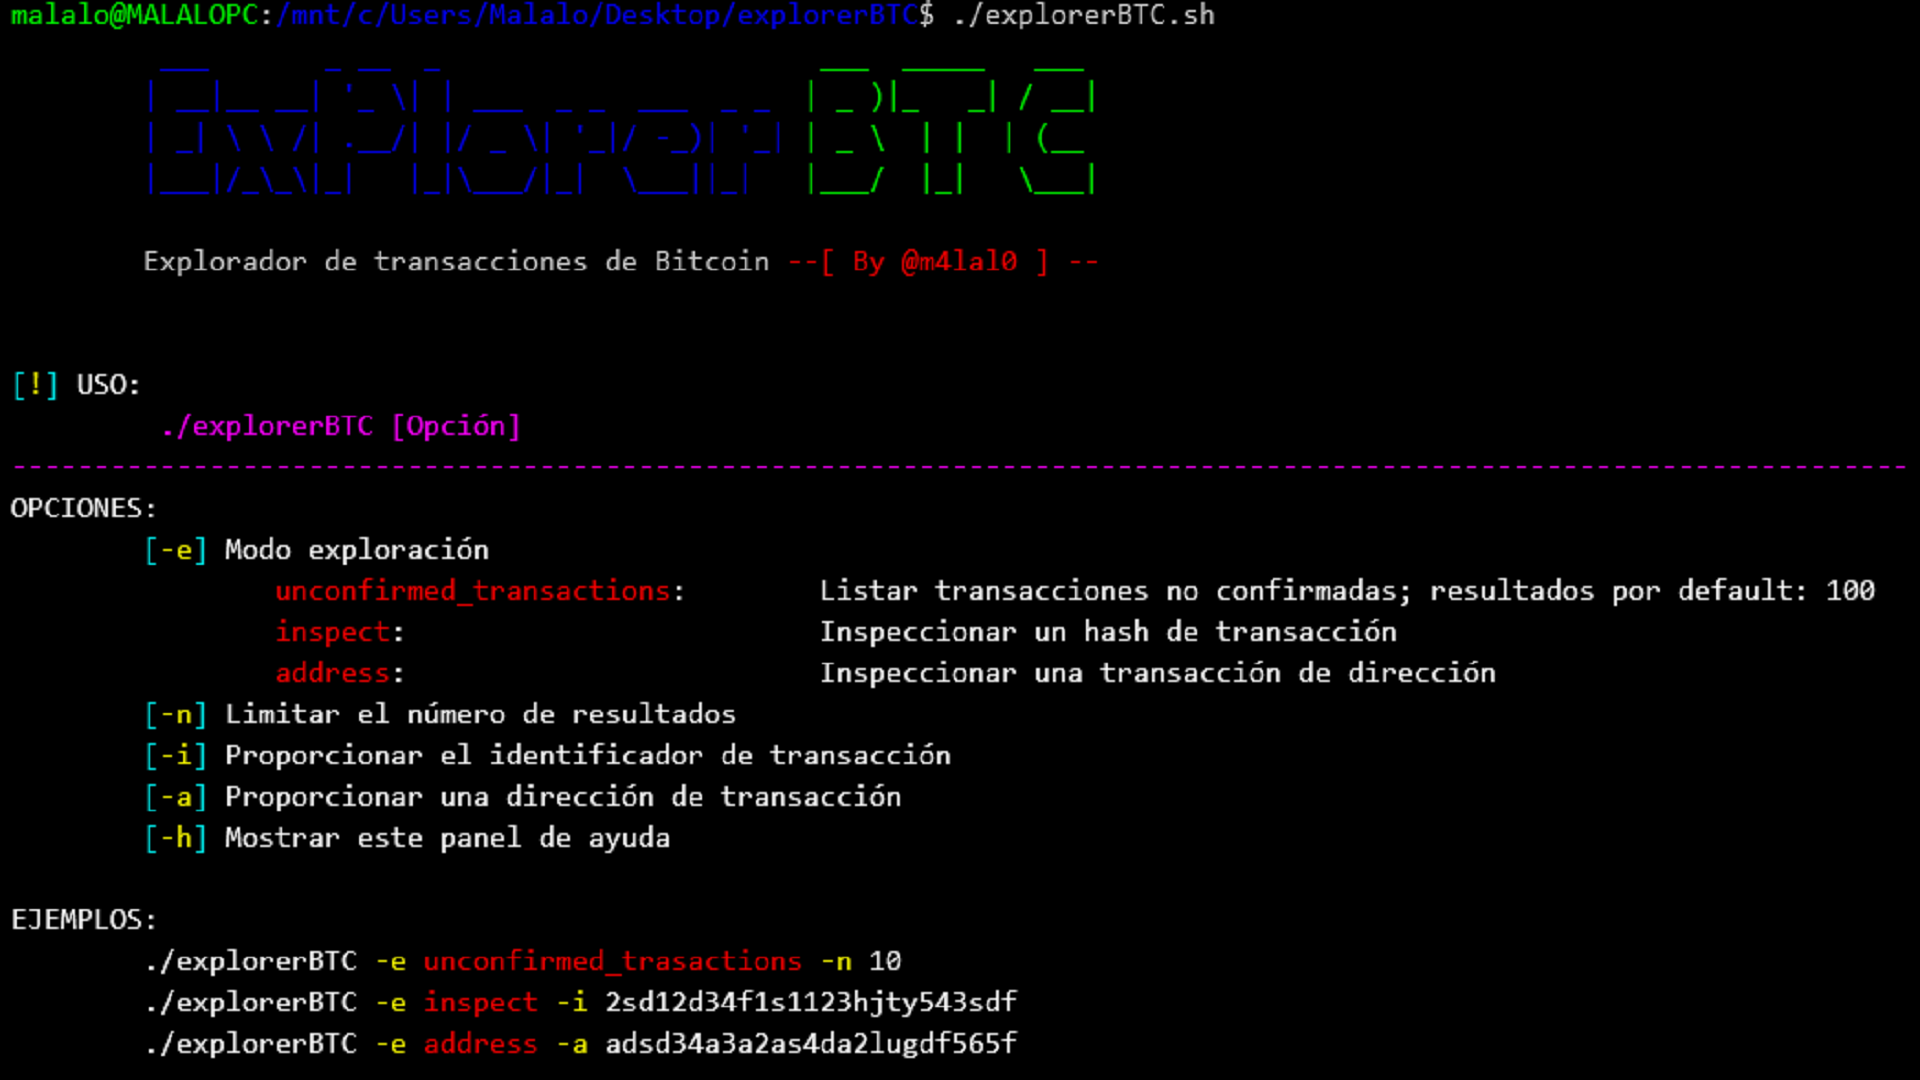 malalo@MALALOPC:/mnt/c/Users/Malalo/Desktop/explorerBTC$ ./explorerBTC.sh
ExPlorer BTC
Explorador de transacciones de Bitcoin --[ By @m4lal0 ] --
[!] USO:
./explorerBTC [Opción]
-------------------------------------------------------------------------------------------------------------------
OPCIONES:
[-e] Modo exploración
unconfirmed_transactions: Listar transacciones no confirmadas; resultados por default: 100
inspect: Inspeccionar un hash de transacción
address: Inspeccionar una transacción de dirección
[-n] Limitar el número de resultados
[-i] Proporcionar el identificador de transacción
[-a] Proporcionar una dirección de transacción
[-h] Mostrar este panel de ayuda
EJEMPLOS:
./explorerBTC -e unconfirmed_trasactions -n 10
./explorerBTC -e inspect -i 2sd12d34f1s1123hjty543sdf
./explorerBTC -e address -a adsd34a3a2as4da2lugdf565f